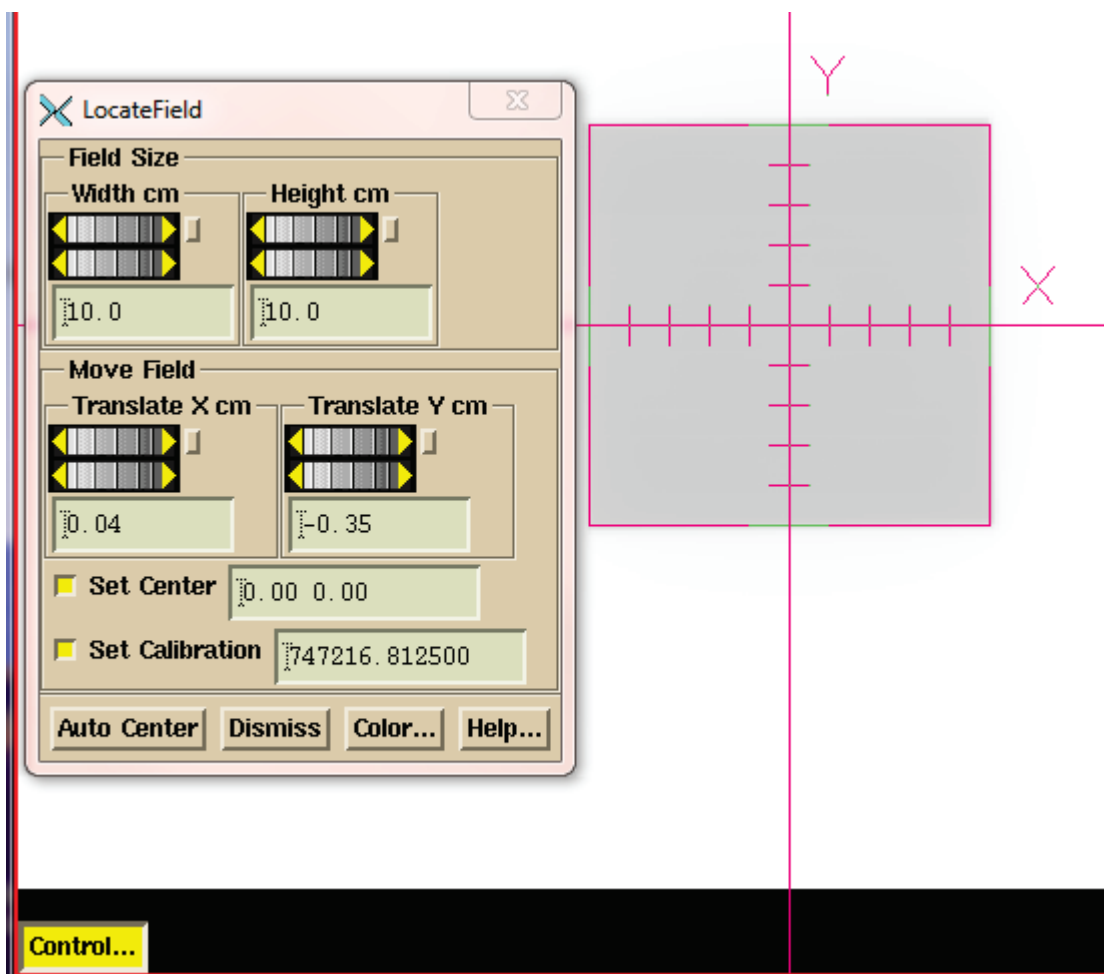 LocateField
Field Size
Width cm Height cm
10.0 10.0
Move Field
Translate X cm Translate Y cm
0.04 -0.35
Set Center 0.00 0.00
Set Calibration 747216.812500
Auto Center Dismiss Color... Help...
Y
X
Control...